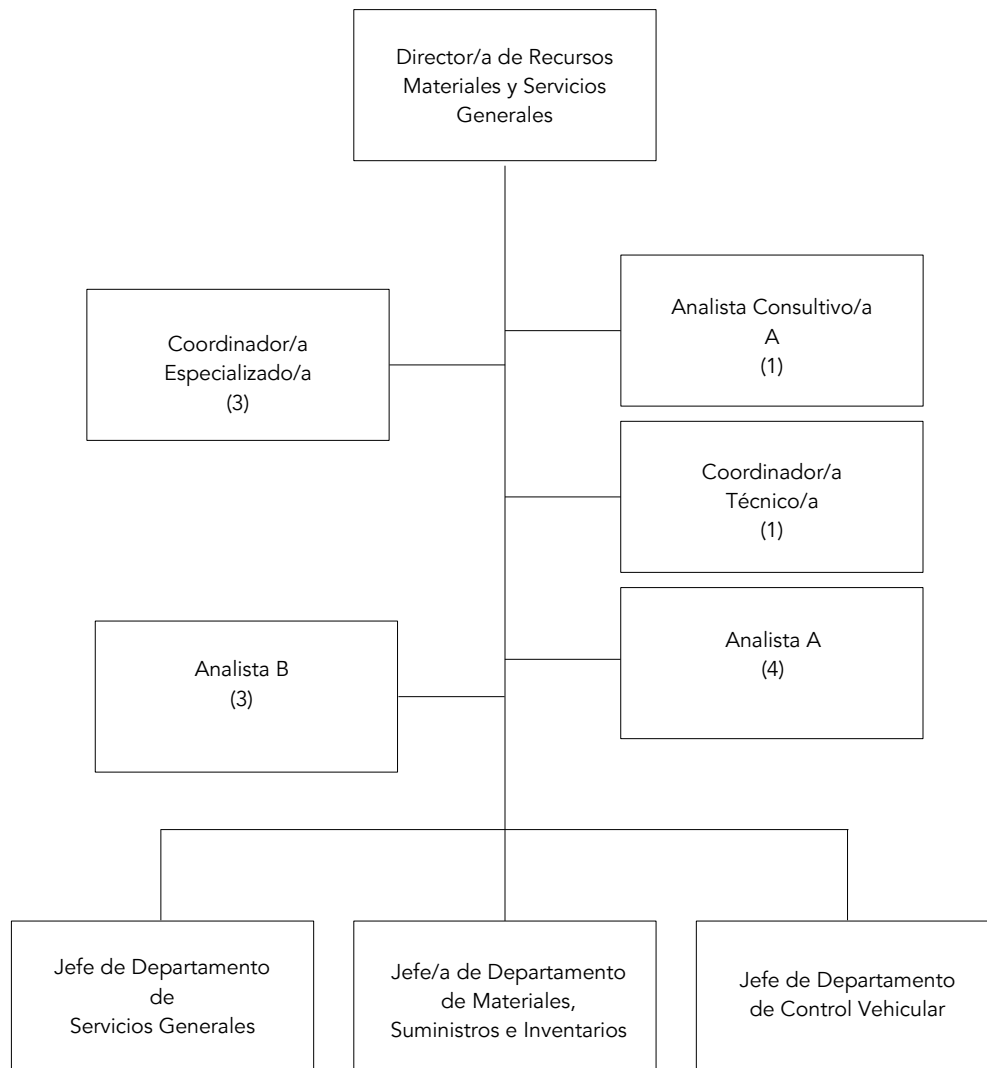 Director/a de Recursos
Materiales y Servicios
Generales
Analista Consultivo/a
A
(1)
Coordinador/a
Especializado/a
(3)
Coordinador/a
Técnico/a
(1)
Analista A
(4)
Analista B
(3)
Jefe de Departamento
de
Servicios Generales
Jefe/a de Departamento
de Materiales,
Suministros e Inventarios
Jefe de Departamento
de Control Vehicular